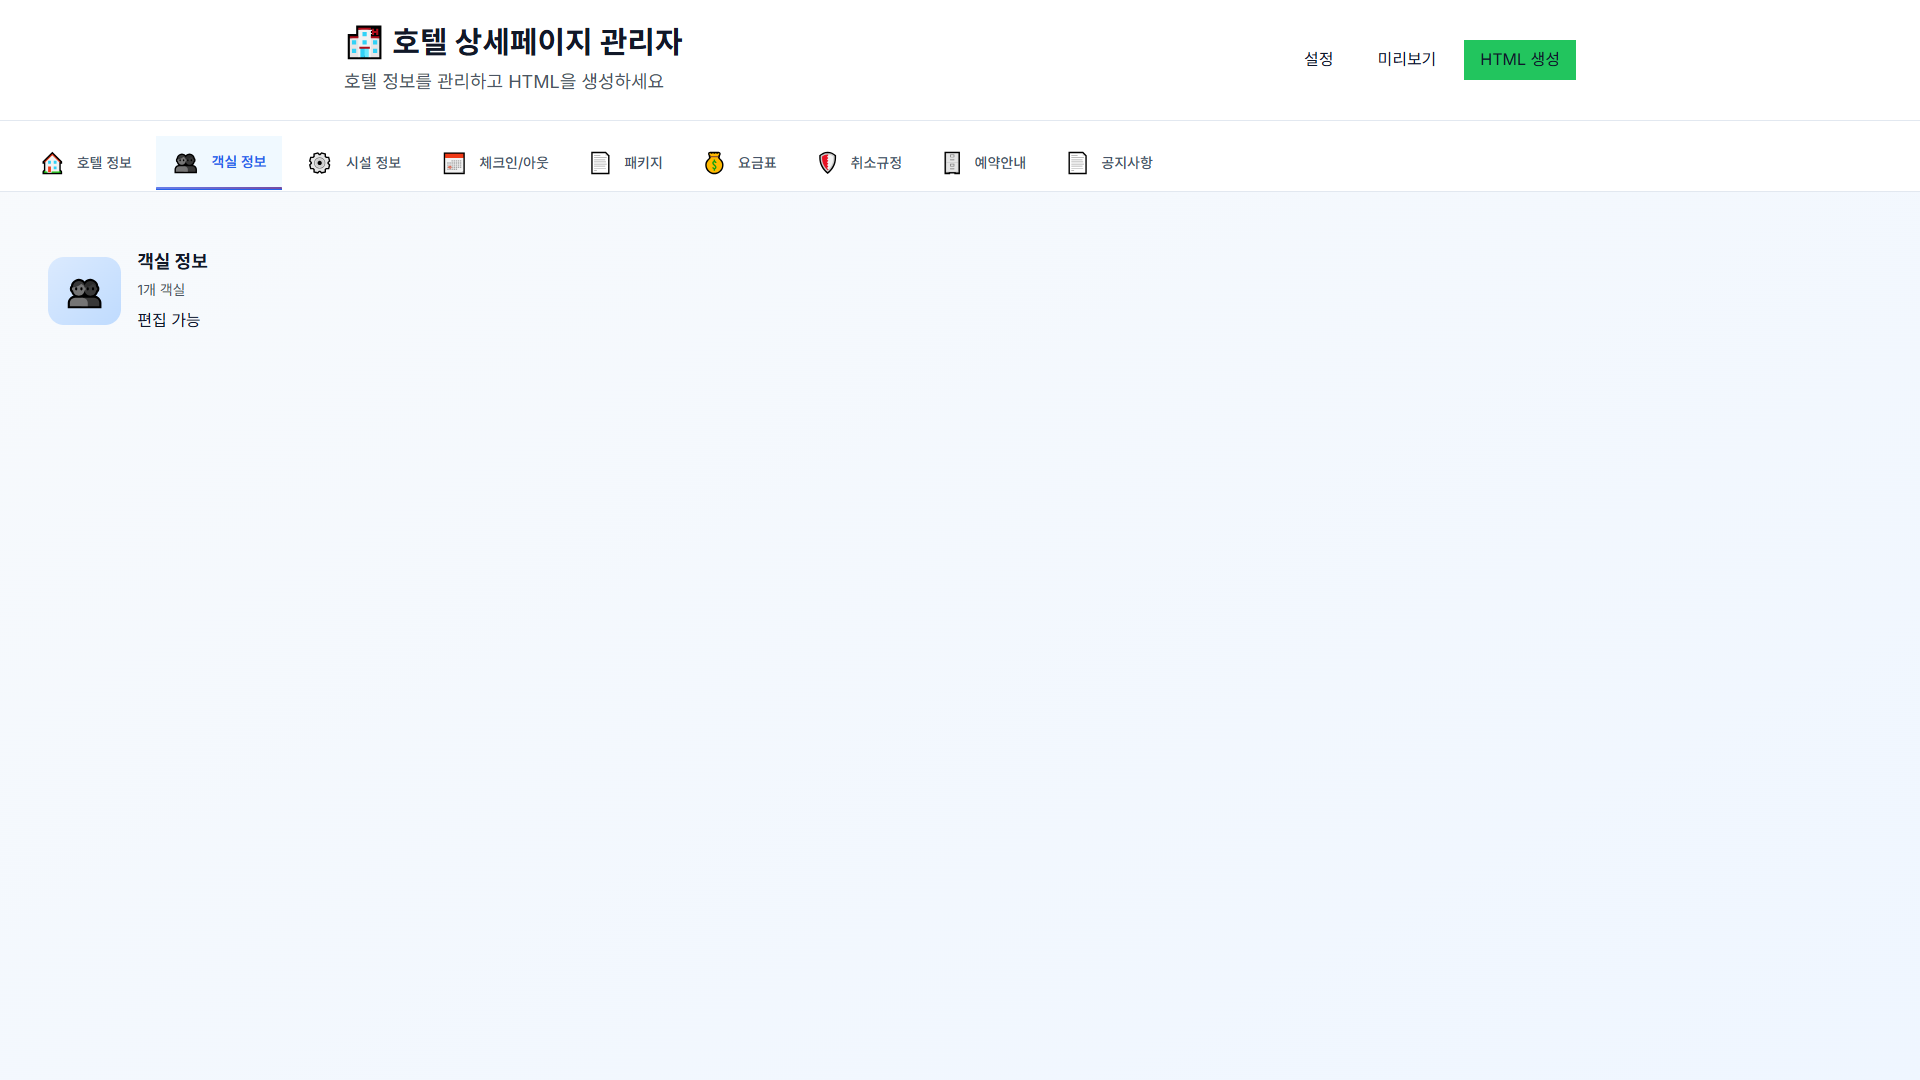 호텔 상세페이지 관리자
호텔 정보를 관리하고 HTML을 생성하세요
설정
미리보기
HTML 생성
호텔 정보
객실 정보
시설 정보
체크인/아웃
패키지
요금표
취소규정
예약안내
공지사항
객실 정보
1개 객실
편집 가능